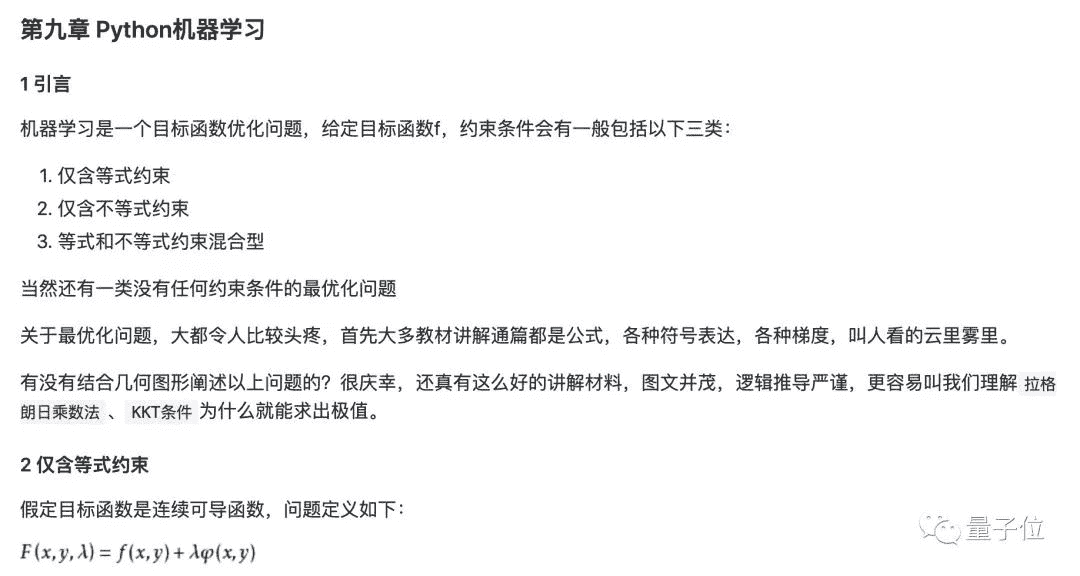 第九章 Python机器学习
1 引言
机器学习是一个目标函数优化问题，给定目标函数f，约束条件会有一般包括以下三类：
1. 仅含等式约束
2. 仅含不等式约束
3. 等式和不等式约束混合型
当然还有一类没有任何约束条件的最优化问题
关于最优化问题，大都令人比较头疼，首先大多教材讲解通篇都是公式，各种符号表达，各种梯度，叫人看的云里雾里。
有没有结合几何图形阐述以上问题的？很庆幸，还真有这么好的讲解材料，图文并茂，逻辑推导严谨，更容易叫我们理解 拉格
朗日乘数法 、 KKT条件 为什么就能求出极值。
2 仅含等式约束
假定目标函数是连续可导函数，问题定义如下：
F(x,y,λ) = f(x,y) + λφ(x,y)
量子位